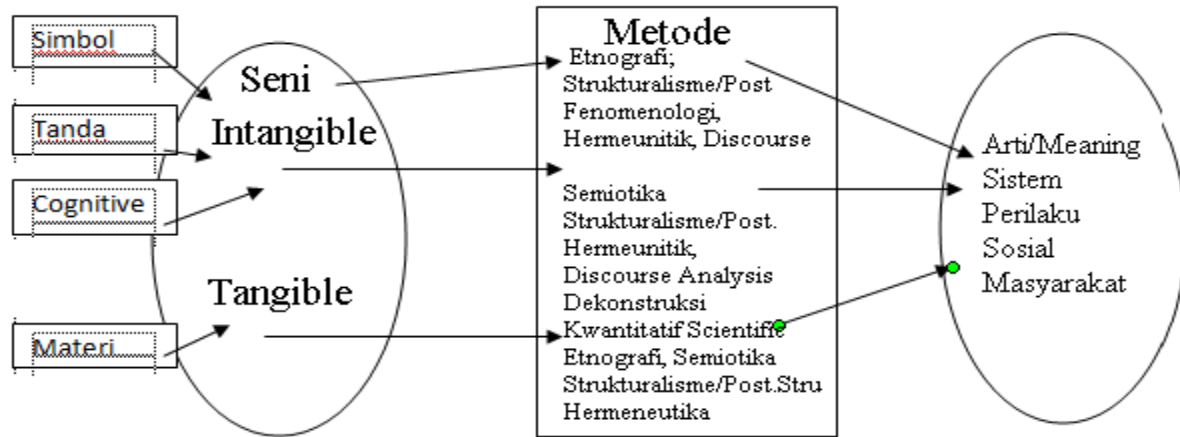 Simbol
Tanda
Cognitive
Materi
Seni
Intangible
Tangible
Metode
Etnografi;
Strukturalisme/Post
Fenomenologi,
Hermeunitik, Discourse
Semiotika
Strukturalisme/Post.
Hermeunitik,
Discourse Analysis
Dekonstruksi
Kwantitatif Scientific
Etnografi, Semiotika
Strukturalisme/Post.Stru
Hermeneutika
Arti/Meaning
Sistem
Perilaku
Sosial
Masyarakat